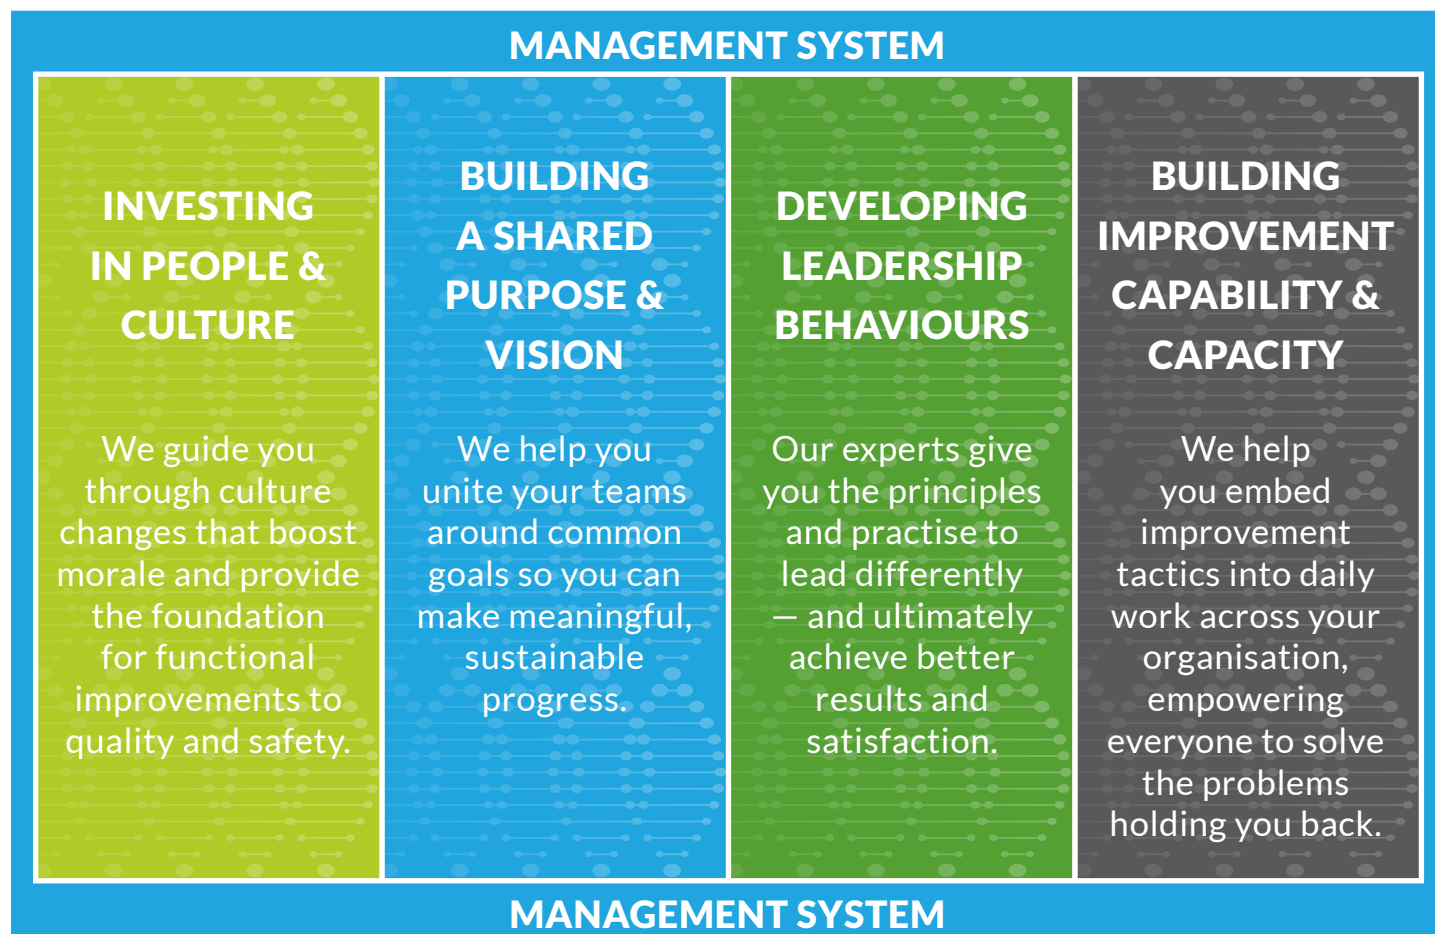 MANAGEMENT SYSTEM
INVESTING
IN PEOPLE &
CULTURE
We guide you
through culture
changes that boost
morale and provide
the foundation
for functional
improvements to
quality and safety.
BUILDING
A SHARED
PURPOSE &
VISION
We help you
unite your teams
around common
goals so you can
make meaningful,
sustainable
progress.
DEVELOPING
LEADERSHIP
BEHAVIOURS
Our experts give
you the principles
and practise to
lead differently
— and ultimately
achieve better
results and
satisfaction.
BUILDING
IMPROVEMENT
CAPABILITY &
CAPACITY
We help
you embed
improvement
tactics into daily
work across your
organisation,
empowering
everyone to solve
the problems
holding you back.
MANAGEMENT SYSTEM